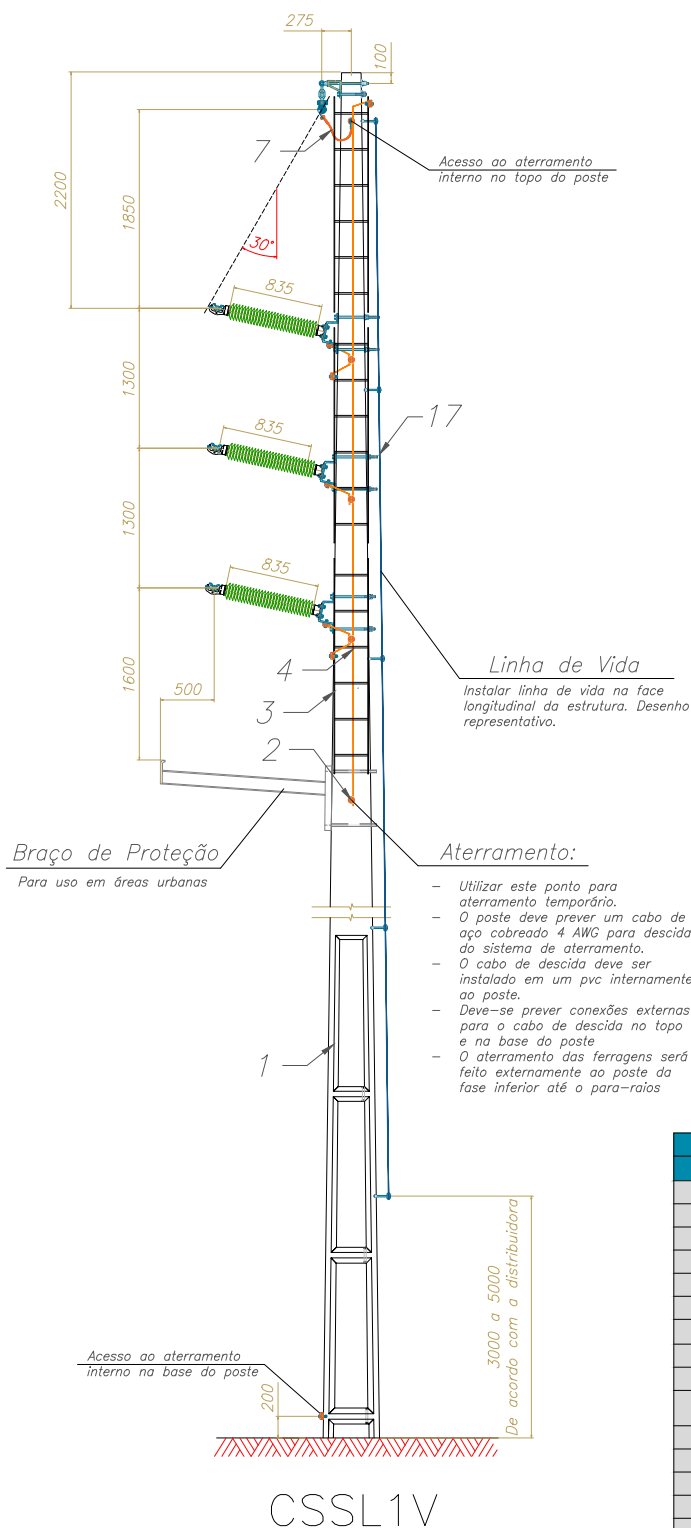 275
100
7
Acesso ao aterramento
interno no topo do poste
2200
1850
30°
835
1300
17
835
1300
835
4
Linha de Vida
Instalar linha de vida na face
longitudinal da estrutura. Desenho
representativo.
1600
500
3
2
Braço de Proteção
Para uso em áreas urbanas
Aterramento:
- Utilizar este ponto para
aterramento temporário.
- O poste deve prever um cabo de
aço cobreado 4 AWG para descida
do sistema de aterramento.
- O cabo de descida deve ser
instalado em um pvc internamente
ao poste.
- Deve-se prever conexões externas
para o cabo de descida no topo
e na base do poste
- O aterramento das ferragens será
feito externamente ao poste da
fase inferior até o para-raios
1
3000 a 5000
De acordo com a distribuidora
Acesso ao aterramento
interno na base do poste
200
CSSL1V